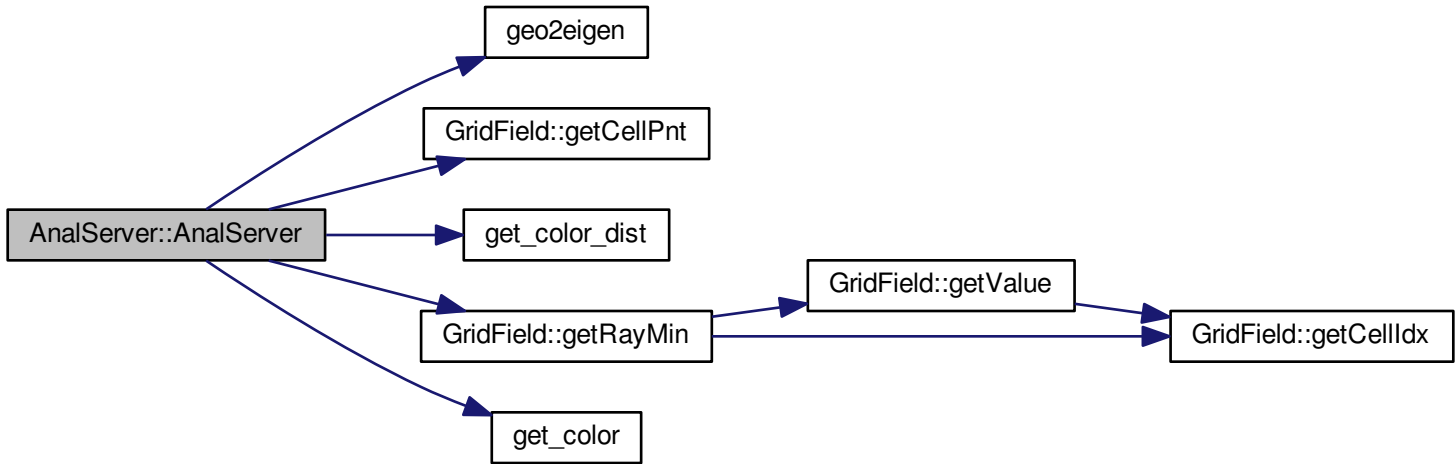 geo2eigen
GridField::getCellPnt
AnalServer::AnalServer
get_color_dist
GridField::getValue
GridField::getRayMin
GridField::getCellIdx
get_color